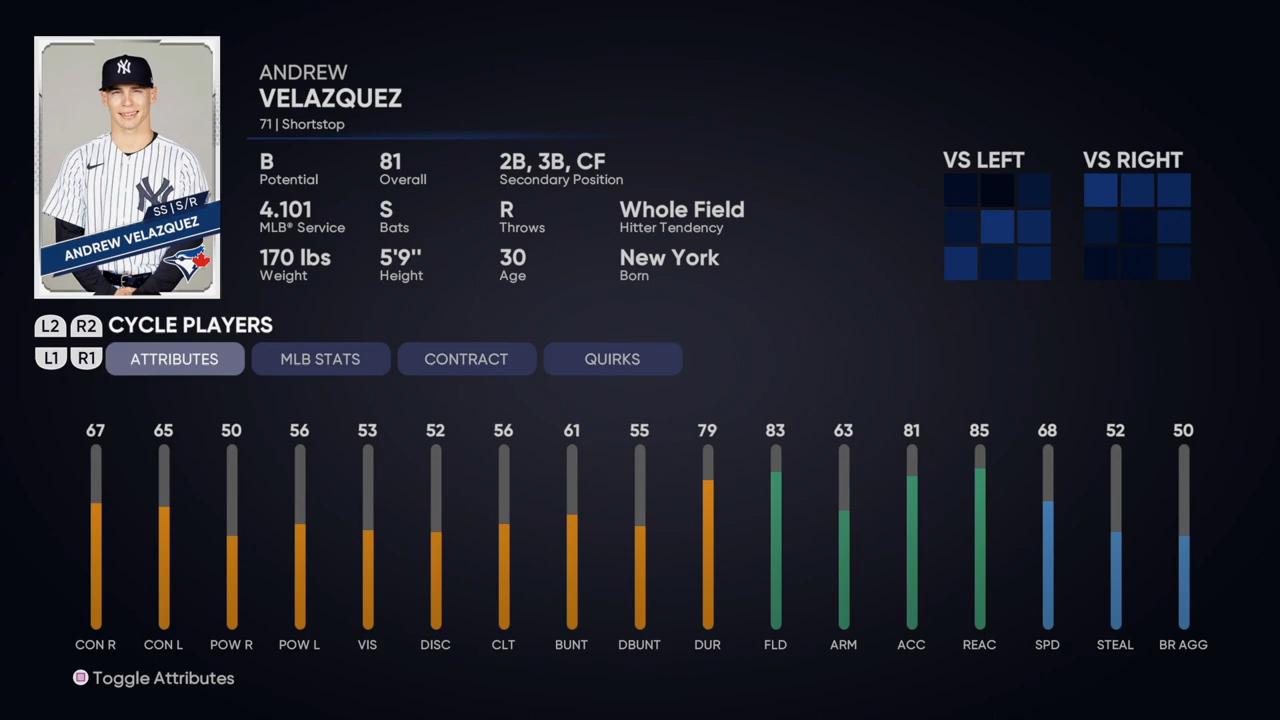 ANDREW
VELAZQUEZ
71 | Shortstop
B 81 2B, 3B, CF
Potential Overall Secondary Position
4.101 S R Whole Field
MLB® Service Bats Throws Hitter Tendency
170 lbs 5'9'' 30 New York
Weight Height Age Born
VS LEFT VS RIGHT
NY
NY
SS | S/R
ANDREW VELAZQUEZ
L2 R2 CYCLE PLAYERS
L1 R1 ATTRIBUTES MLB STATS CONTRACT QUIRKS
67 65 50 56 53 52 56 61 55 79 83 63 81 85 68 52 50
CON R CON L POW R POW L VIS DISC CLT BUNT DBUNT DUR FLD ARM ACC REAC SPD STEAL BR AGG
Toggle Attributes